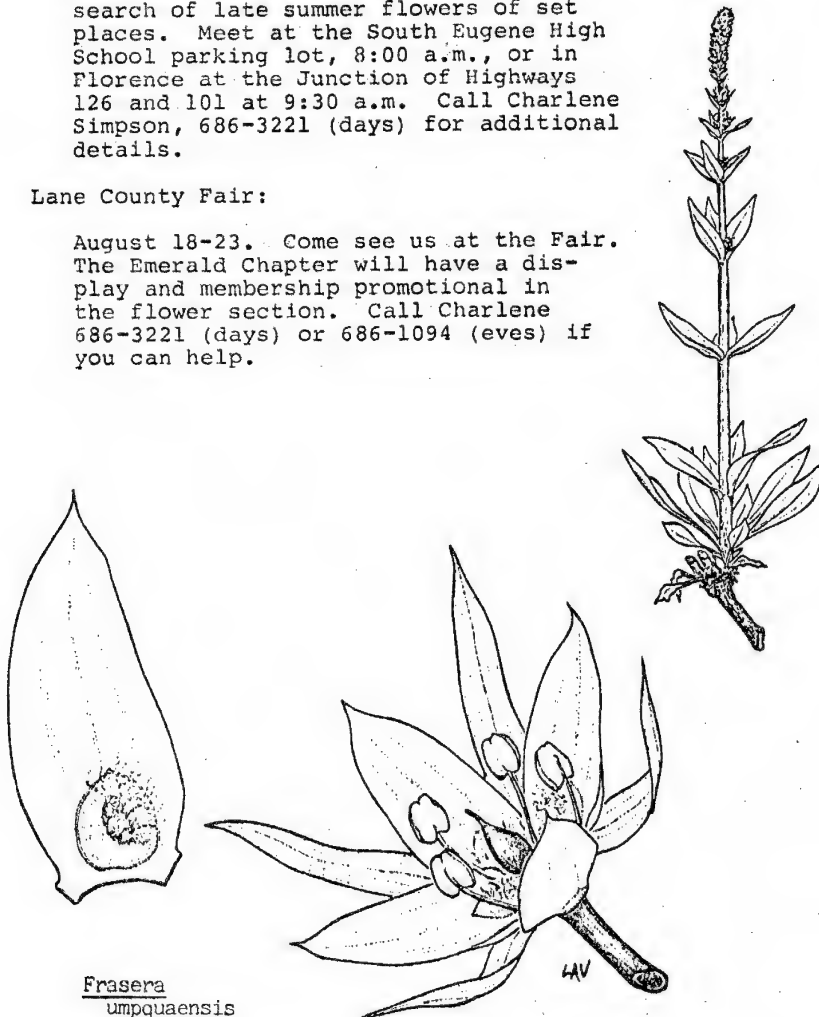 search of late summer flowers of set
places. Meet at the South Eugene High
School parking lot, 8:00 a.m., or in
Florence at the Junction of Highways
126 and 101 at 9:30 a.m. Call Charlene
Simpson, 686-3221 (days) for additional
details.
Lane County Fair:
August 18-23. Come see us at the Fair.
The Emerald Chapter will have a dis-
play and membership promotional in
the flower section. Call Charlene
686-3221 (days) or 686-1094 (eves) if
you can help.
LAV
Frasera
umpquaensis